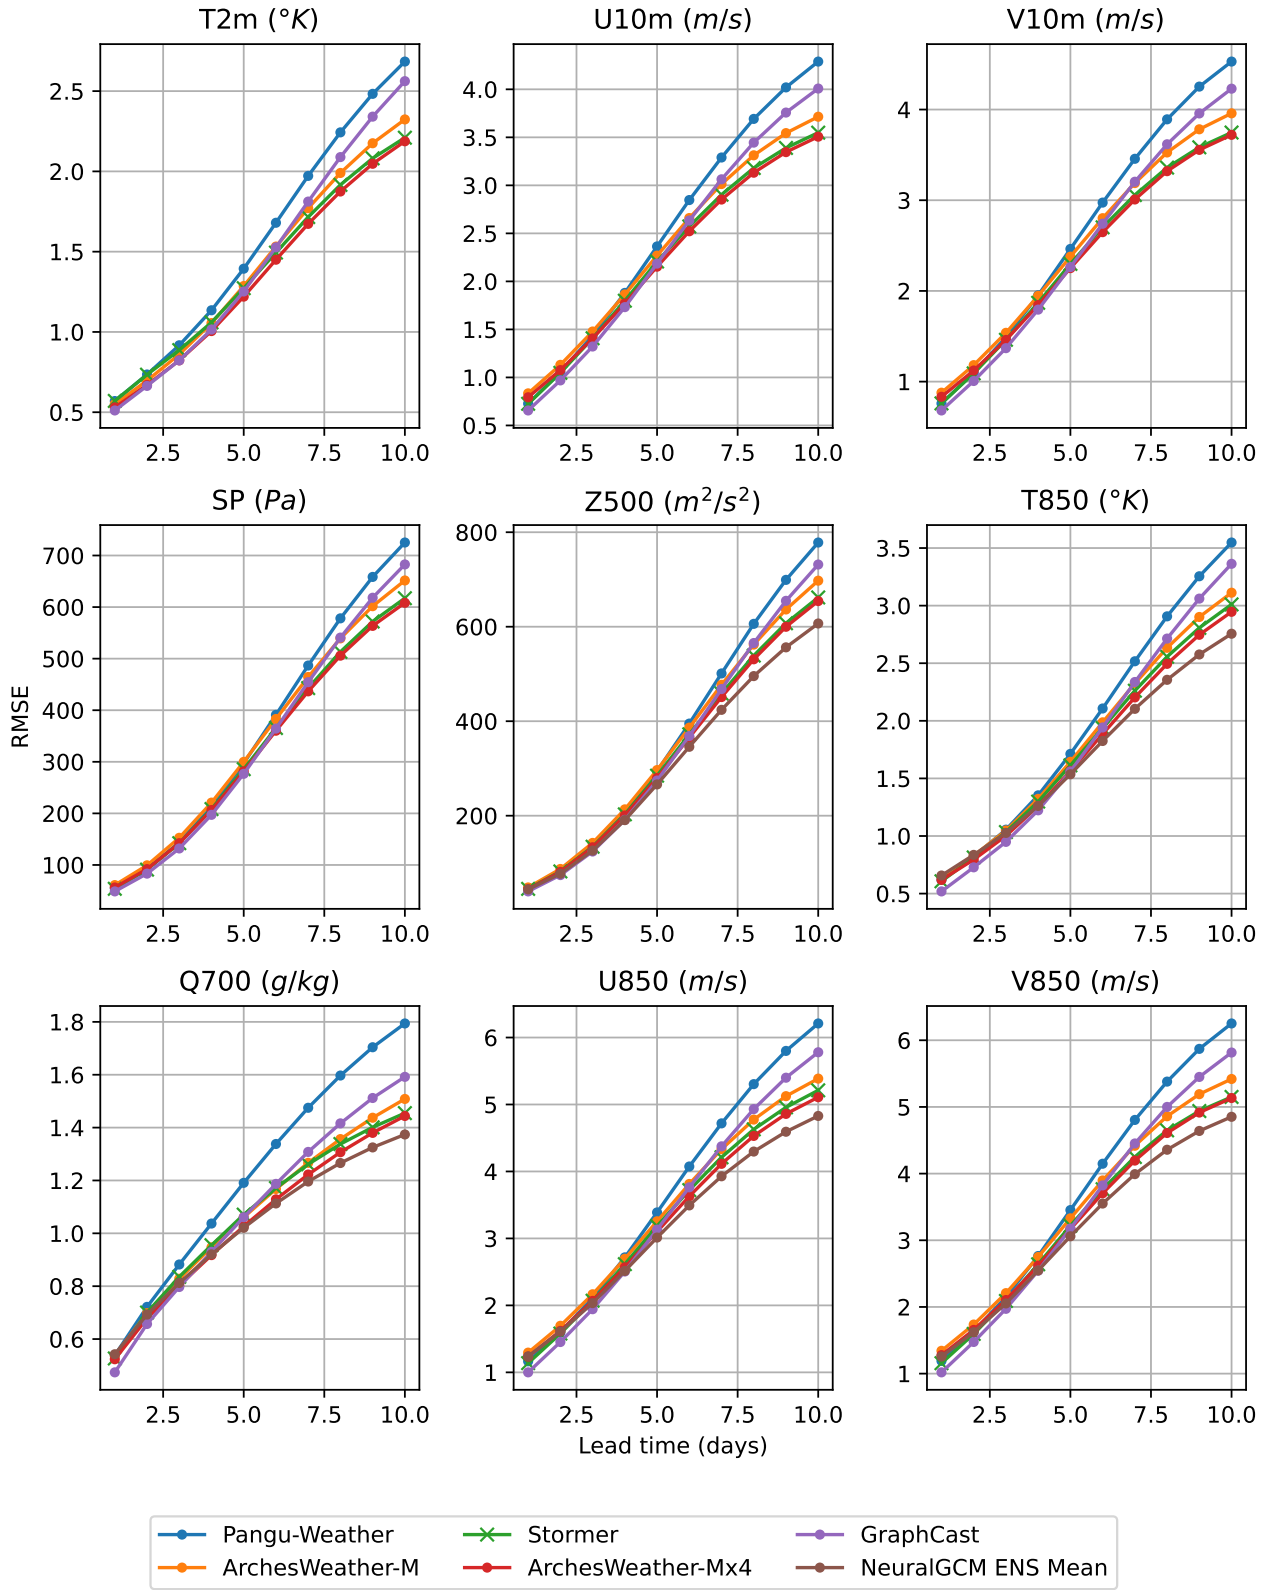 T2m (°K)
U10m (m/s)
V10m (m/s)
2.5
2.0
1.5
1.0
0.5
4.0
3.5
3.0
2.5
2.0
1.5
1.0
0.5
4
3
2
1
2.5 5.0 7.5 10.0
2.5 5.0 7.5 10.0
2.5 5.0 7.5 10.0
SP (Pa)
Z500 (m²/s²)
T850 (°K)
RMSE
700
600
500
400
300
200
100
800
600
400
200
3.5
3.0
2.5
2.0
1.5
1.0
0.5
2.5 5.0 7.5 10.0
2.5 5.0 7.5 10.0
2.5 5.0 7.5 10.0
Q700 (g/kg)
U850 (m/s)
V850 (m/s)
1.8
1.6
1.4
1.2
1.0
0.8
0.6
6
5
4
3
2
1
6
5
4
3
2
1
2.5 5.0 7.5 10.0
2.5 5.0 7.5 10.0
2.5 5.0 7.5 10.0
Lead time (days)
Pangu-Weather
ArchesWeather-M
Stormer
ArchesWeather-Mx4
GraphCast
NeuralGCM ENS Mean